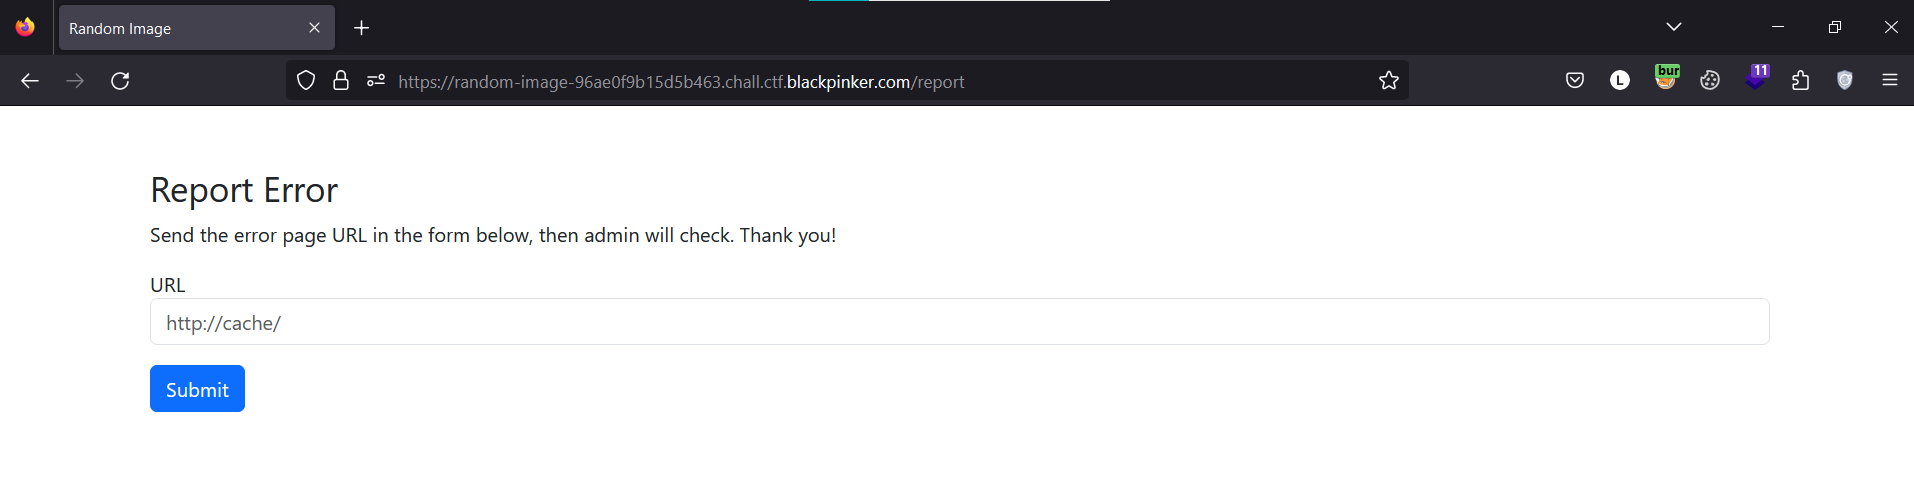 Random Image
https://random-image-96ae0f9b15d5b463.chall.ctf.blackpinker.com/report
L
bur
11
Report Error
Send the error page URL in the form below, then admin will check. Thank you!
URL
http://cache/
Submit